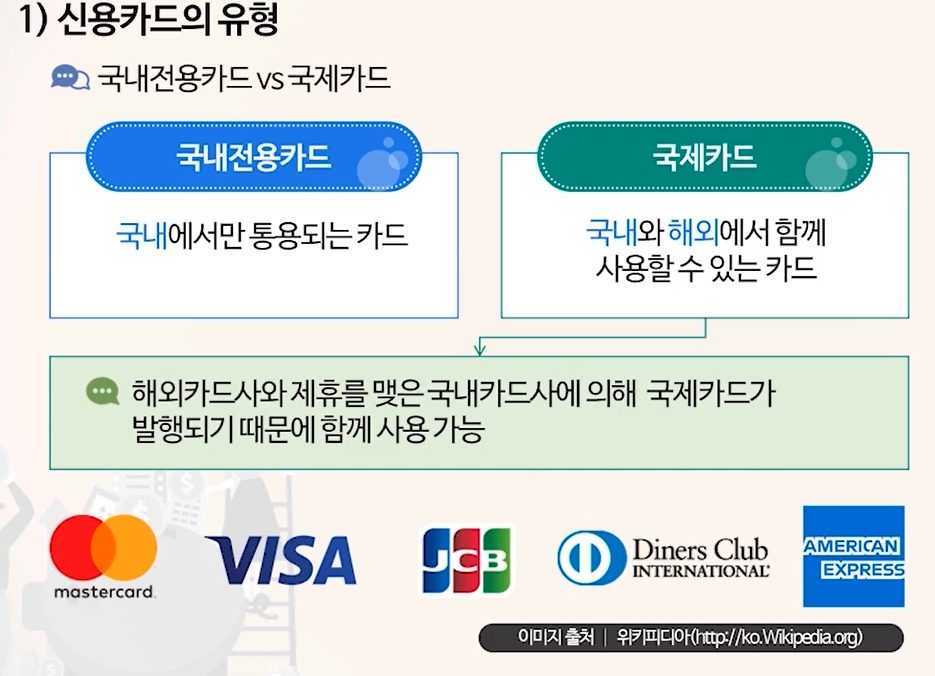 1) 신용카드의 유형
국내전용카드 vs 국제카드
국내전용카드
국내에서만 통용되는 카드
국제카드
국내와 해외에서 함께
사용할 수 있는 카드
해외카드사와 제휴를 맺은 국내카드사에 의해 국제카드가
발행되기 때문에 함께 사용 가능
mastercard.
VISA
JCB
Diners Club
INTERNATIONAL®
AMERICAN
EXPRESS
이미지 출처 | 위키피디아(http://ko.Wikipedia.org)